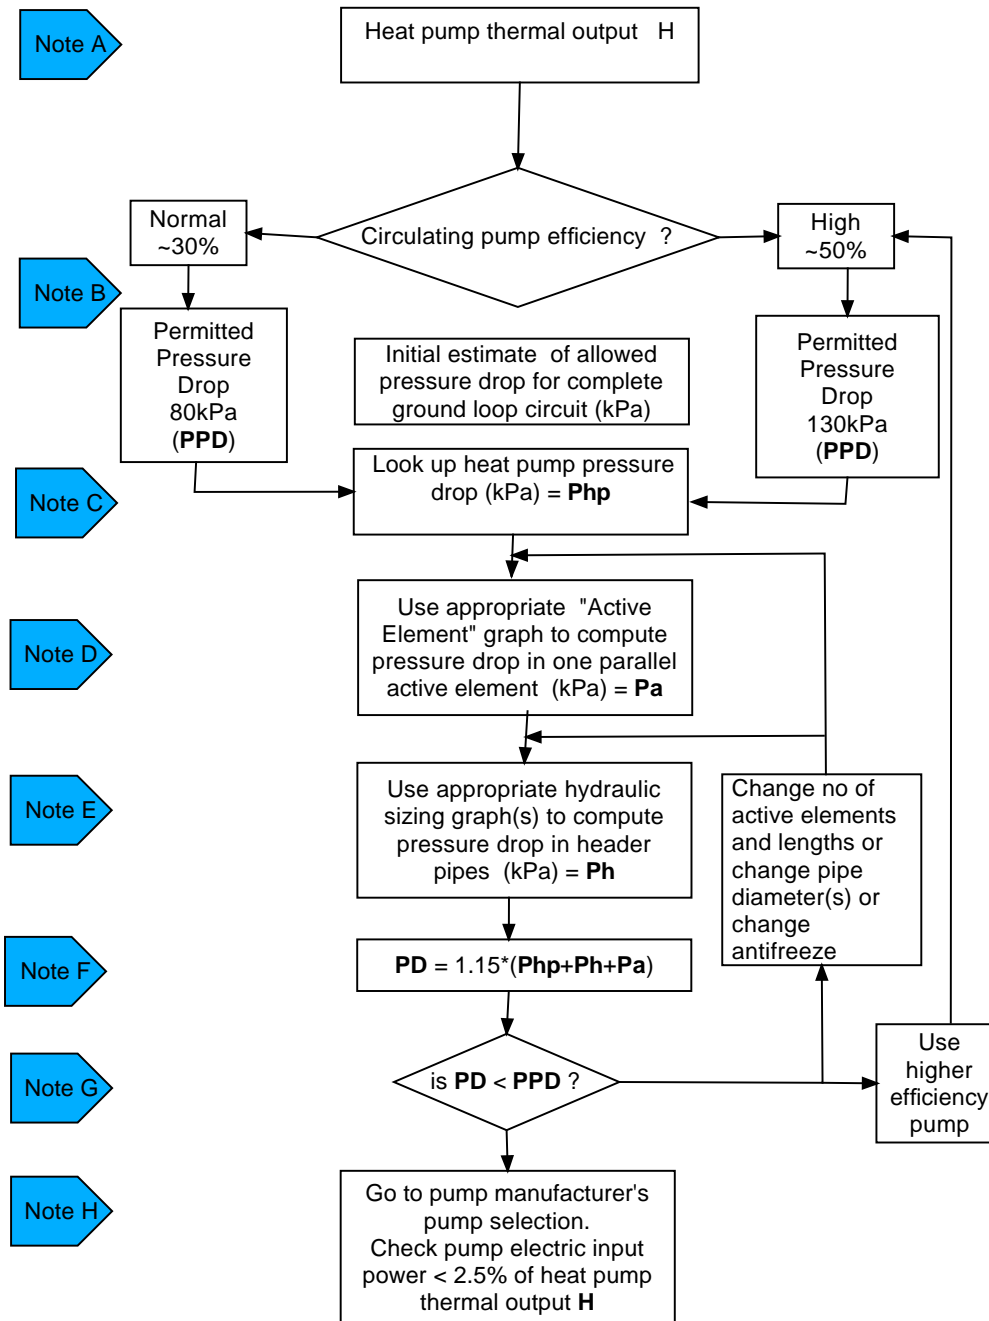 Note A
Heat pump thermal output H
Normal
~30%
Circulating pump efficiency ?
High
~50%
Note B
Permitted
Pressure
Drop
80kPa
(PPD)
Initial estimate of allowed
pressure drop for complete
ground loop circuit (kPa)
Permitted
Pressure
Drop
130kPa
(PPD)
Note C
Look up heat pump pressure
drop (kPa) = Php
Note D
Use appropriate "Active
Element" graph to compute
pressure drop in one parallel
active element (kPa) = Pa
Note E
Use appropriate hydraulic
sizing graph(s) to compute
pressure drop in header
pipes (kPa) = Ph
Change no of
active elements
and lengths or
change pipe
diameter(s) or
change
antifreeze
Note F
PD = 1.15*(Php+Ph+Pa)
Note G
is PD < PPD ?
Use
higher
efficiency
pump
Note H
Go to pump manufacturer's
pump selection.
Check pump electric input
power < 2.5% of heat pump
thermal output H